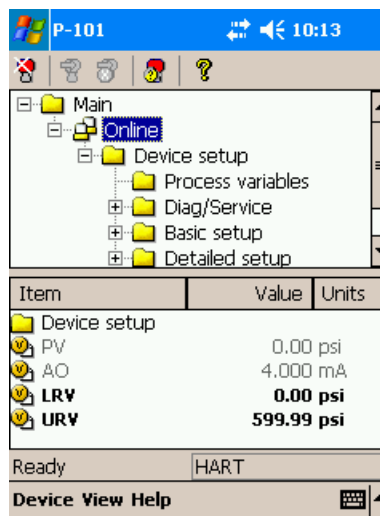 P-101 10:13
Main
Online
Device setup
Process variables
Diag/Service
Basic setup
Detailed setup
Item Value Units
Device setup
PV 0.00 psi
AO 4.000 mA
LRV 0.00 psi
URV 599.99 psi
Ready HART
Device View Help